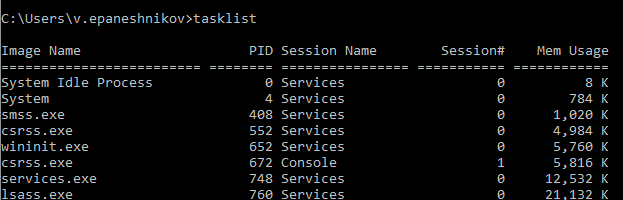 C:\Users\v.epaneshnikov>tasklist
Image Name                     PID Session Name        Session#    Mem Usage
========================= ======== ================ =========== ============
System Idle Process              0 Services                   0          8 K
System                           4 Services                   0        784 K
smss.exe                       408 Services                   0      1,020 K
csrss.exe                      552 Services                   0      4,984 K
wininit.exe                    652 Services                   0      5,760 K
csrss.exe                      672 Console                    1      5,816 K
services.exe                   748 Services                   0     12,532 K
lsass.exe                      760 Services                   0     21,132 K